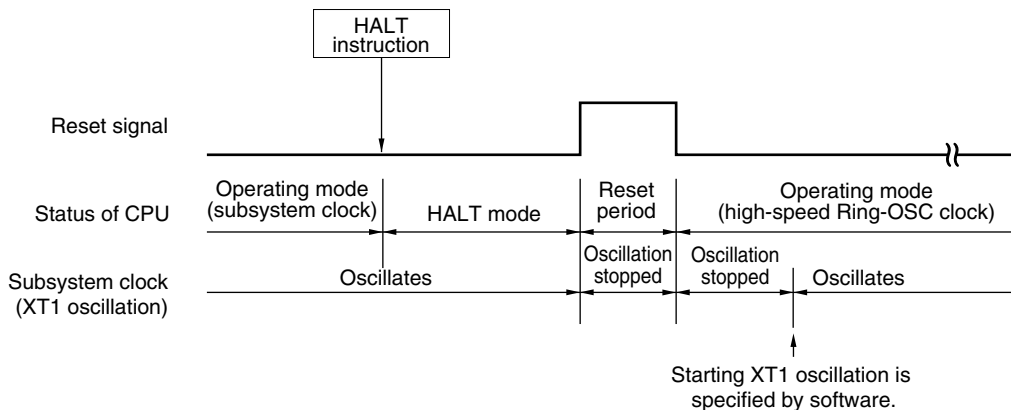 HALT
instruction
Reset signal
Status of CPU
Operating mode
(subsystem clock)
HALT mode
Reset
period
Operating mode
(high-speed Ring-OSC clock)
Subsystem clock
(XT1 oscillation)
Oscillates
Oscillation
stopped
Oscillation
stopped
Oscillates
Starting XT1 oscillation is
specified by software.